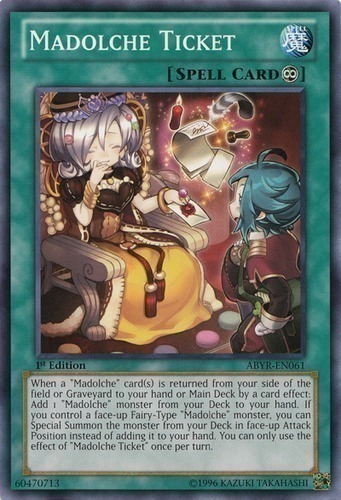 MADOLCHE TICKET
魔
[SPELL CARD∞]
1st Edition
ABYR-EN061
When a "Madolche" card(s) is returned from your side of the
field or Graveyard to your hand or Main Deck by a card effect:
Add 1 "Madolche" monster from your Deck to your hand. If
you control a face-up Fairy-Type "Madolche" monster, you can
Special Summon the monster from your Deck in face-up Attack
Position instead of adding it to your hand. You can only use the
effect of "Madolche Ticket" once per turn.
60470713
©1996 KAZUKI TAKAHASHI